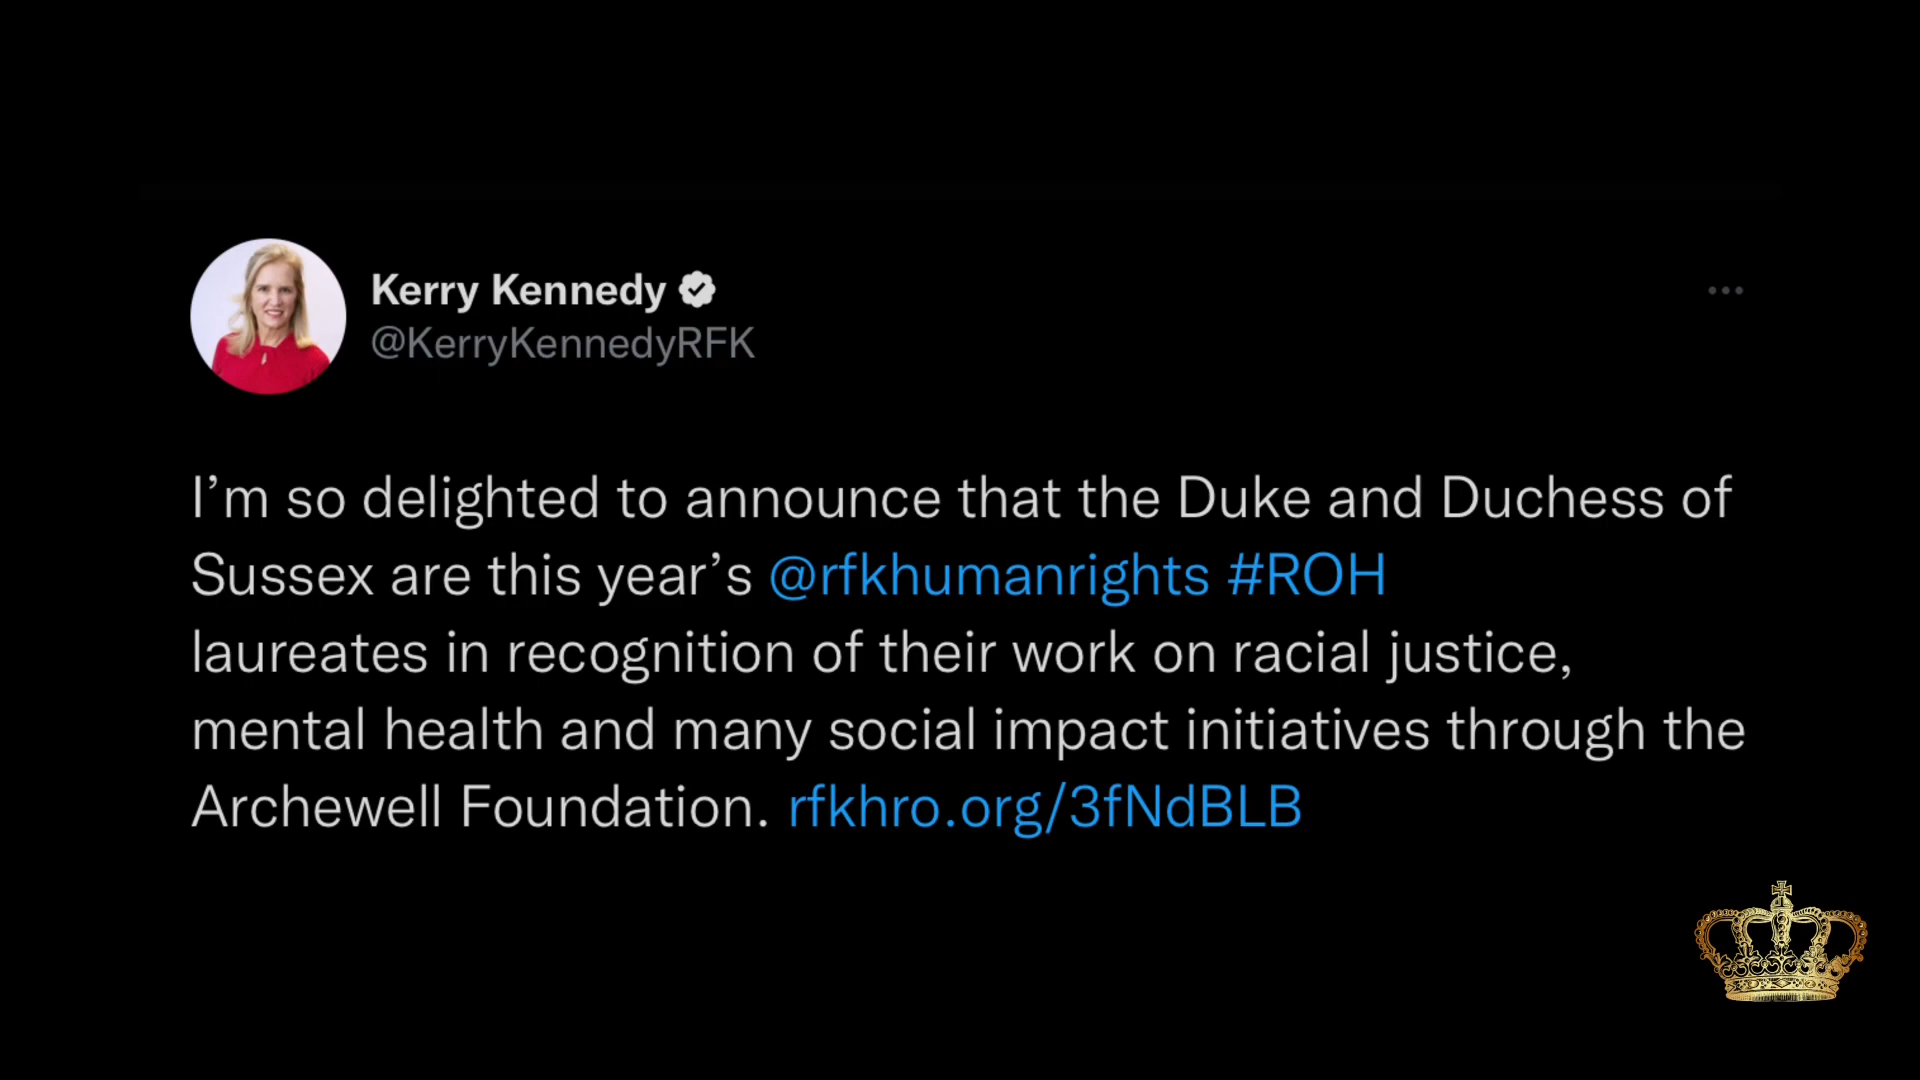 Kerry Kennedy
@KerryKennedyRFK
I’m so delighted to announce that the Duke and Duchess of
Sussex are this year’s @rfkhumanrights #ROH
laureates in recognition of their work on racial justice,
mental health and many social impact initiatives through the
Archewell Foundation. rfkhro.org/3fNdBLB